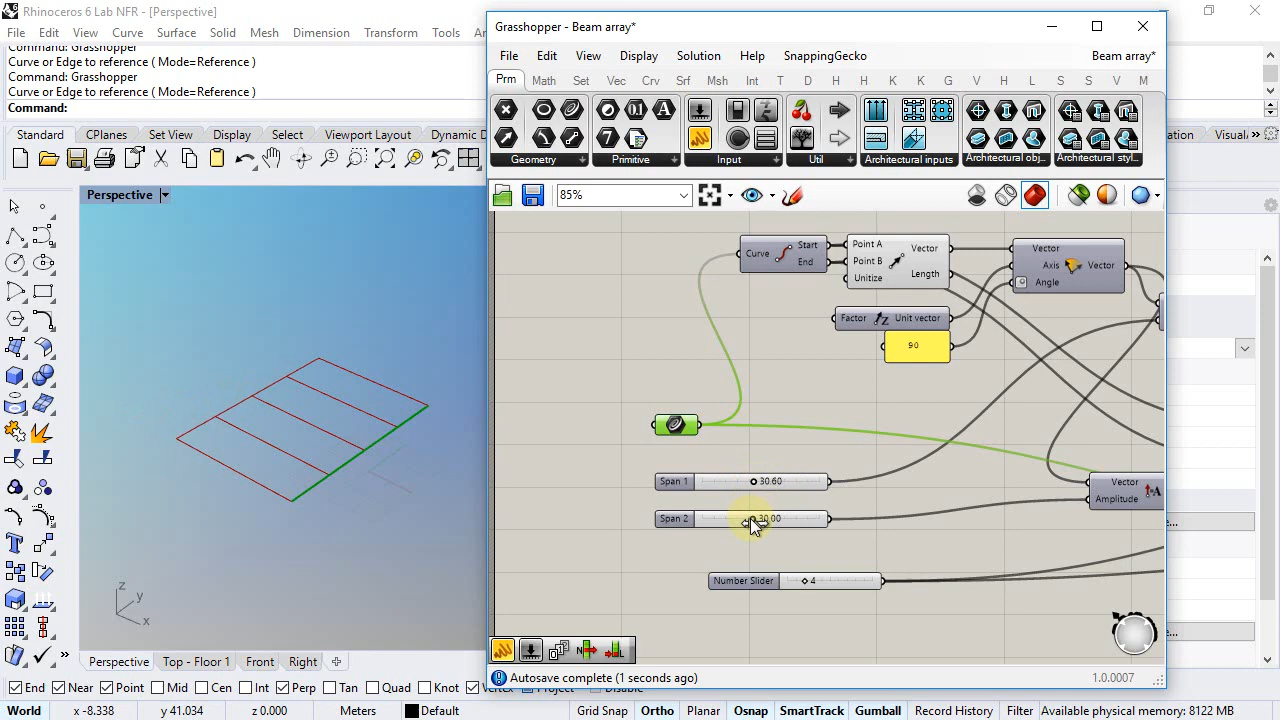 Rhinoceros 6 Lab NFR - [Perspective]
File Edit View Curve Surface Solid Mesh Dimension Transform Tools
Command: Grasshopper
Curve or Edge to reference ( Mode=Reference )
Command: Grasshopper
Curve or Edge to reference ( Mode=Reference )
Command:
Standard CPlanes Set View Display Select Viewport Layout Dynamic D
Perspective
z y x
Perspective Top - Floor 1 Front Right
End Near Point Mid Cen Int Perp Tan Quad Knot Vertex Project Disable
World x -8.338 y 41.034 z 0.000 Meters Default Grid Snap Ortho Planar Osnap SmartTrack Gumball Record History Filter Available physical memory: 8122 MB
Grasshopper - Beam array*
File Edit View Display Solution Help SnappingGecko Beam array*
Prm Math Set Vec Crv Srf Msh Int T D H H K K G V H L S S V M
Geometry Primitive Input Util Architectural inputs Architectural obj... Architectural styl...
85%
Curve Start End
Point A Point B Unitize Vector Length
Vector Axis Angle Vector
Factor Unit vector
90
Span 1 30.60
Span 2 30.00
Vector Amplitude
Number Slider 4
Autosave complete (1 seconds ago) 1.0.0007